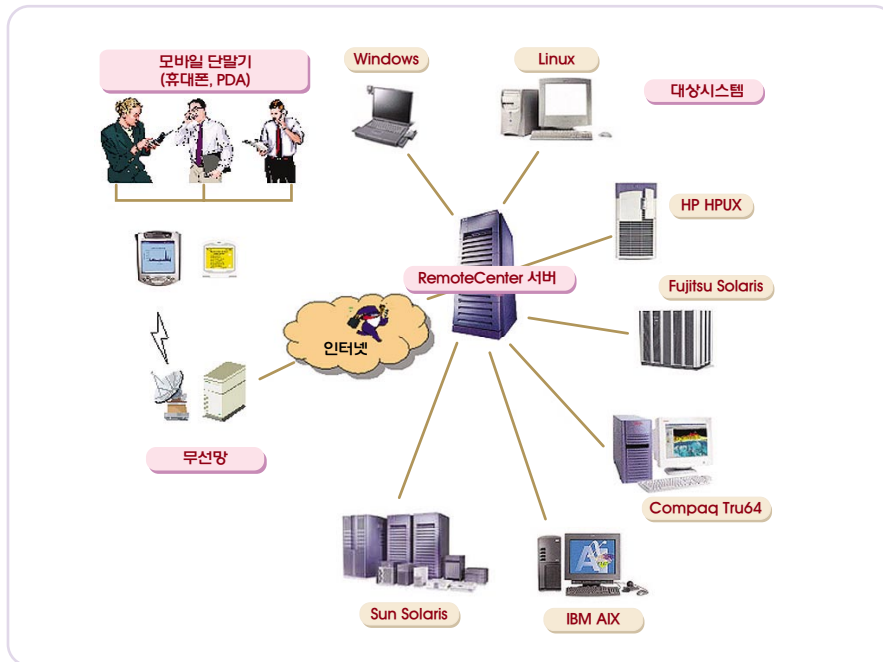 모바일 단말기
(휴대폰, PDA)
Windows
Linux
대상시스템
HP HPUX
RemoteCenter 서버
Fujitsu Solaris
인터넷
무선망
Compaq Tru64
Sun Solaris
IBM AIX